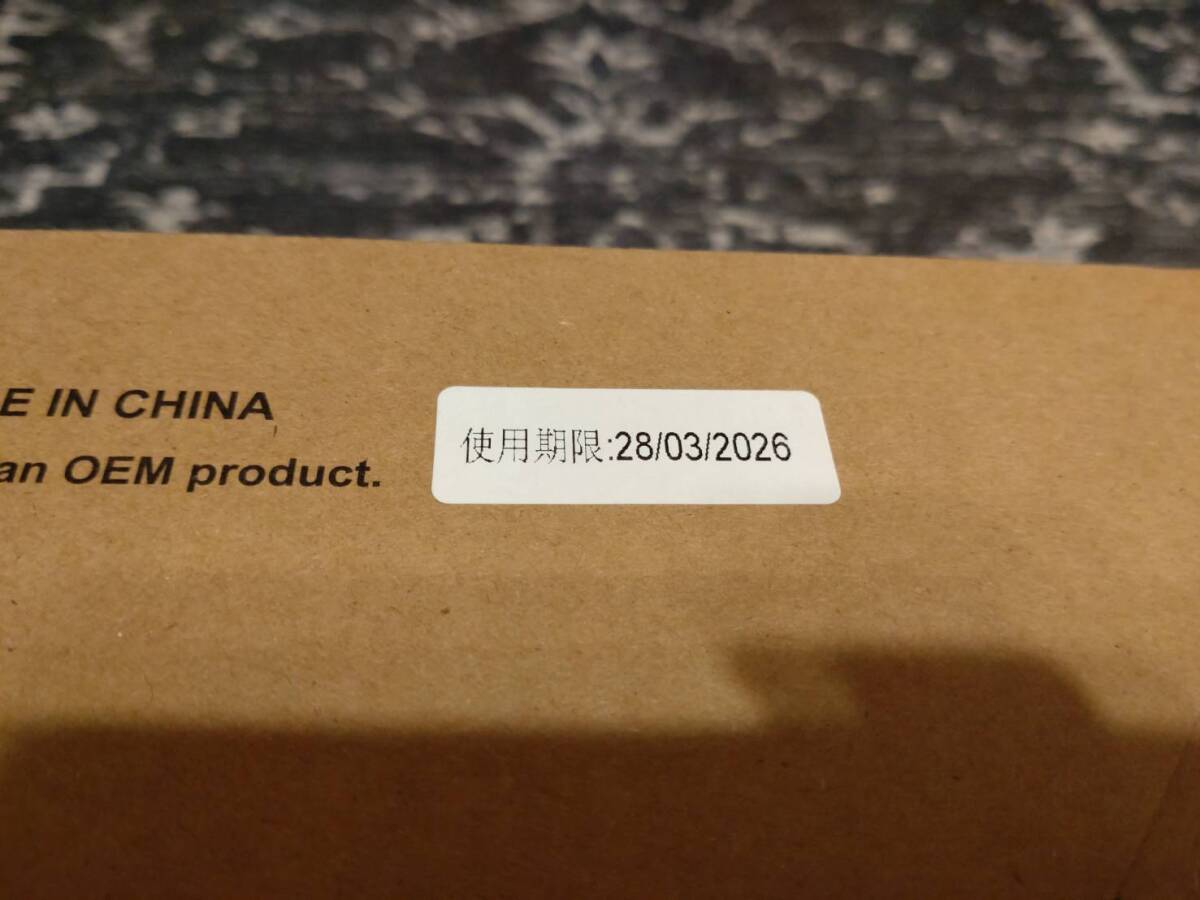 E IN CHINA
an OEM product.
使用期限:28/03/2026